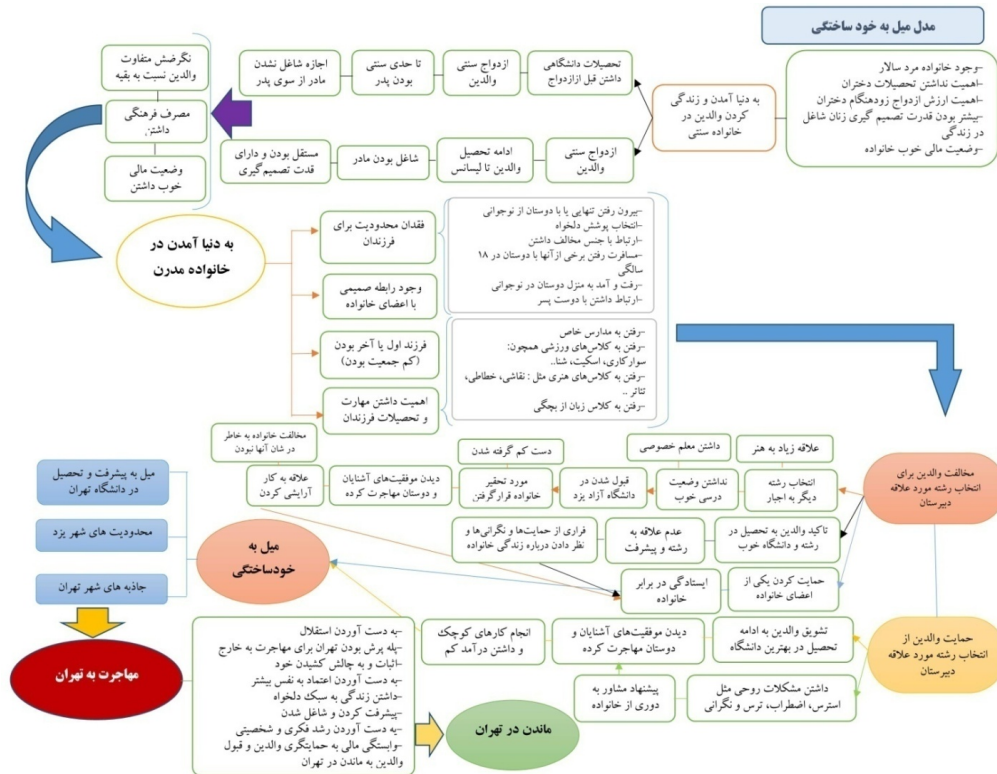 مدل میل به خود ساختگی
-وجود خانواده مرد سالار
-اهمیت نداشتن تحصیلات دختران
-اهمیت ارزش ازدواج زودهنگام دختران
-بیشتر بودن قدرت تصمیم گیری زنان شاغل
در زندگی
-وضعیت مالی خوب خانواده
به دنیا آمدن و زندگی
کردن والدین در
خانواده سنتی
تحصیلات دانشگاهی
داشتن قبل ازازدواج
ازدواج سنتی
والدین
تا حدی سنتی
بودن پدر
اجازه شاغل نشدن
مادر از سوی پدر
ازدواج سنتی
والدین
ادامه تحصیل
والدین تا لیسانس
شاغل بودن مادر
مستقل بودن و دارای
قدت تصمیم‌گیری
نگرضش متفاوت
والدین نسبت به بقیه
مصرف فرهنگی
داشتن
وضعیت مالی
خوب داشتن
به دنیا آمدن در
خانواده مدرن
فقدان محدودیت برای
فرزندان
وجود رابطه صمیمی
با اعضای خانواده
فرزند اول یا آخر بودن
(کم جمعیت بودن)
اهمیت داشتن مهارت
و تحصیلات فرزندان
-بیرون رفتن تنهایی یا با دوستان از نوجوانی
-انتخاب پوشش دلخواه
-ارتباط با جنس مخالف داشتن
-مسافرت رفتن برخی ازآنها با دوستان در ۱۸
سالگی
-رفت و آمد به منزل دوستان در نوجوانی
-ارتباط داشتن با دوست پسر
-رفتن به مدارس خاص
-رفتن به کلاس‌های ورزشی همچون:
سوارکاری، اسکیت، شنا..
-رفتن به کلاس‌های هنری مثل : نقاشی، خطاطی،
تئاتر ..
-رفتن به کلاس زبان از بچگی
مخالفت والدین برای
انتخاب رشته مورد علاقه
دبیرستان
علاقه زیاد به هنر
انتخاب رشته
دیگر به اجبار
داشتن معلم خصوصی
نداشتن وضعیت
درسی خوب
قبول شدن در
دانشگاه آزاد یزد
دست کم گرفته شدن
مورد تحقیر
خانواده قرارگرفتن
دیدن موفقیت‌های آشنایان
و دوستان مهاجرت کرده
مخالفت خانواده به خاطر
در شان آنها نبودن
علاقه به کار
آرایشی کردن
تاکید والدین به تحصیل در
رشته و دانشگاه خوب
عدم علاقه به
رشته و پیشرفت
فراری از حمایت‌ها و نگرانی‌ها و
نظر دادن درباره زندگی خانواده
حمایت کردن یکی از
اعضای خانواده
ایستادگی در برابر
خانواده
حمایت والدین از
انتخاب رشته مورد علاقه
دبیرستان
تشویق والدین به ادامه
تحصیل در بهترین دانشگاه
دیدن موفقیت‌های آشنایان و
دوستان مهاجرت کرده
انجام کارهای کوچک
و داشتن درآمد کم
داشتن مشکلات روحی مثل
استرس، اضطراب، ترس و نگرانی
پیشنهاد مشاور به
دوری از خانواده
میل به
خودساختگی
میل به پیشرفت و تحصیل
در دانشگاه تهران
محدودیت های شهر یزد
جاذبه های شهر تهران
مهاجرت به تهران
-به دست آوردن استقلال
-پله پرش بودن تهران برای مهاجرت به خارج
-اثبات و به چالش کشیدن خود
-به دست آوردن اعتماد به نفس بیشتر
-داشتن زندگی به سبک دلخواه
-پیشرفت کردن و شاغل شدن
-به دست آوردن رشد فکری و شخصیتی
-وابستگی مالی به حمایتگری والدین و قبول
والدین به ماندن در تهران
ماندن در تهران